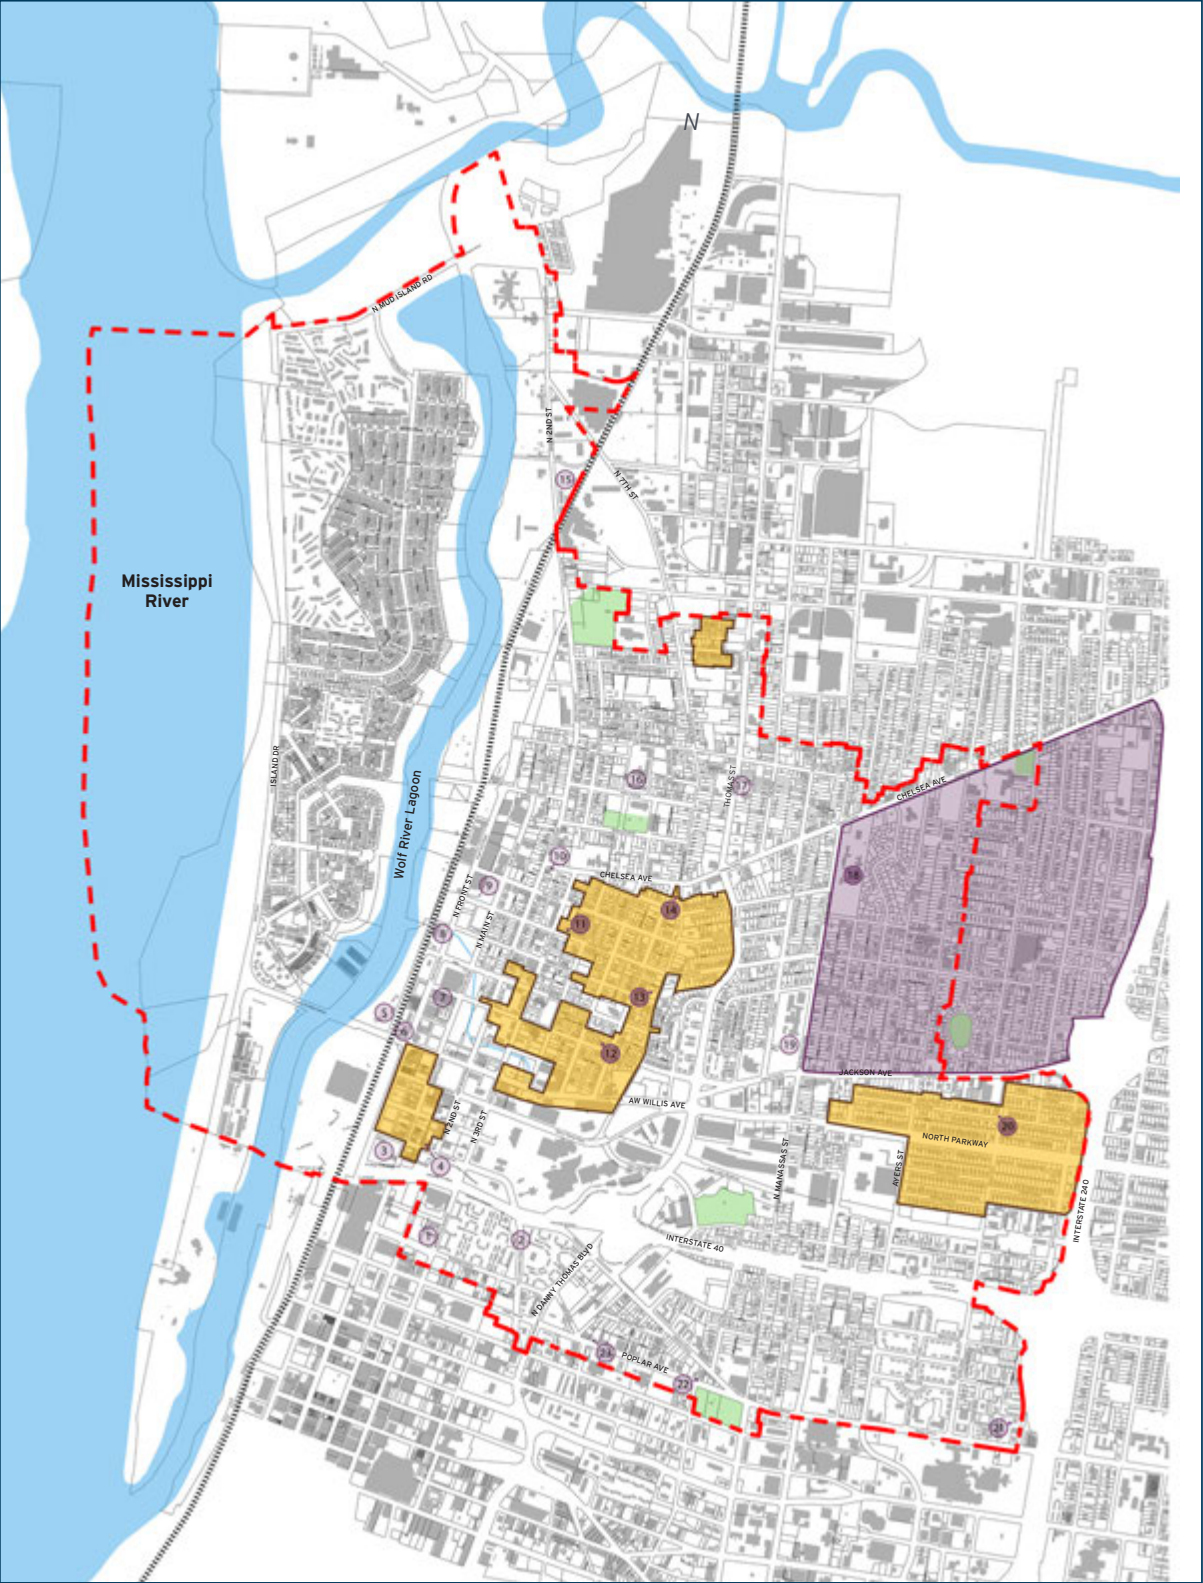 N
N MUD ISLAND RD
N 2ND ST
15
N 7TH ST
Mississippi
River
ISLAND DR
Wolf River Lagoon
16
THOMAS ST
17
CHELSEA AVE
10
CHELSEA AVE
18
9
N FRONT ST
14
11
8
N MAIN ST
7
13
5
6
19
12
JACKSON AVE
AW WILLIS AVE
N 2ND ST
N 3RD ST
20
NORTH PARKWAY
3
4
N MANASSAS ST
AYERS ST
INTERSTATE 240
1
2
INTERSTATE 40
N DANNY THOMAS BLVD
23
POPLAR AVE
22
21